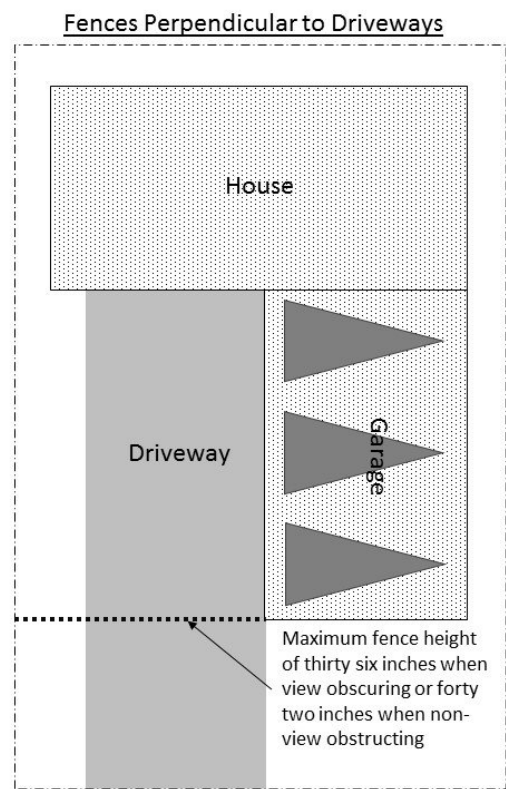 Fences Perpendicular to Driveways
House
Driveway
Garage
Maximum fence height
of thirty six inches when
view obscuring or forty
two inches when non-
view obstructing